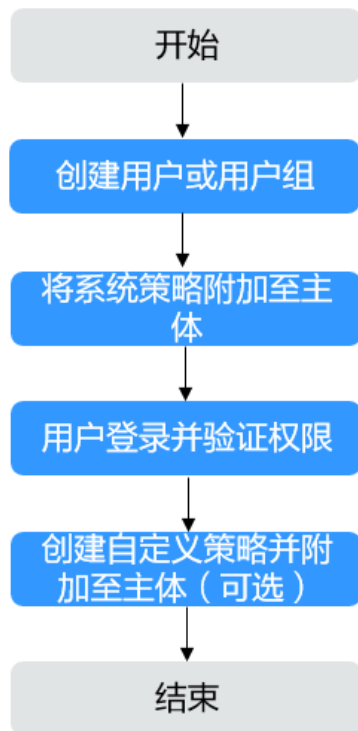 开始
创建用户或用户组
将系统策略附加至主
体
用户登录并验证权限
创建自定义策略并附
加至主体（可选）
结束